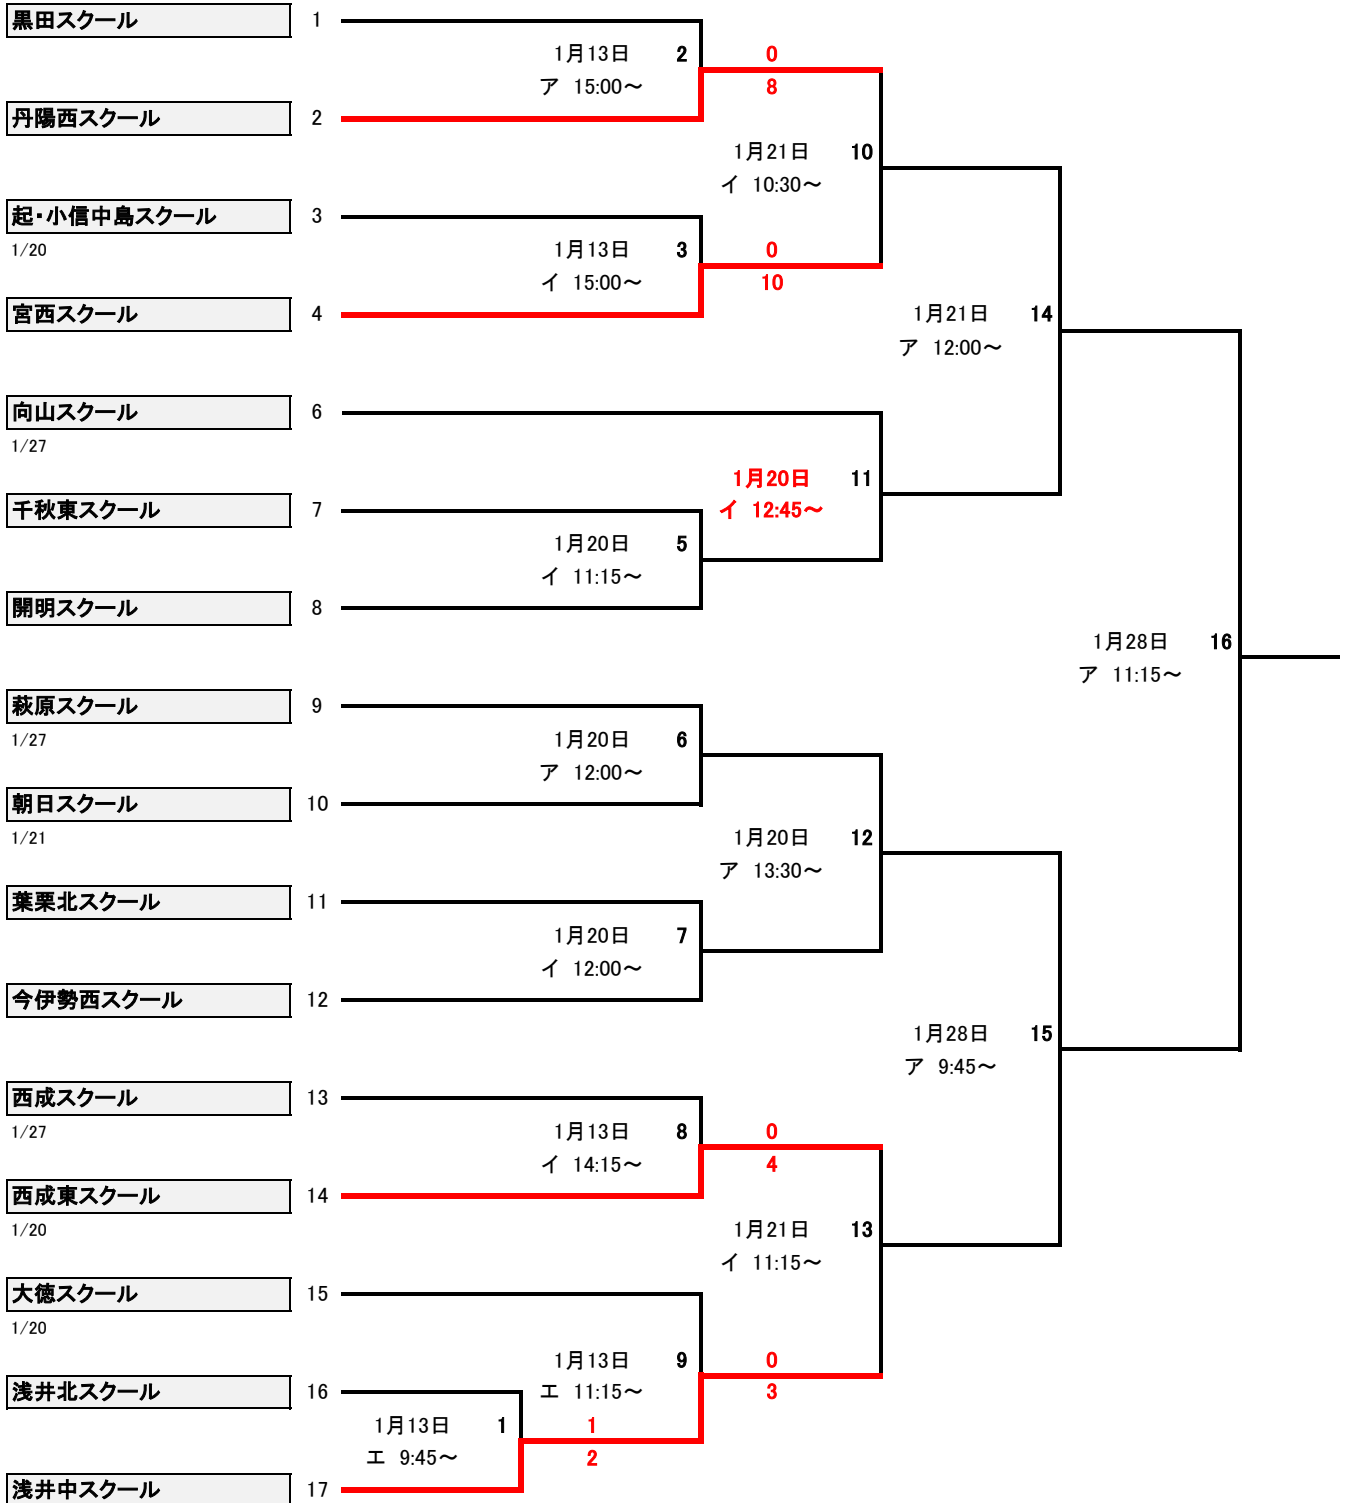 黒田スクール 1
1月13日 2 0
ア 15:00～ 8
丹陽西スクール 2
1月21日 10
イ 10:30～
起・小信中島スクール 3
1/20 1月13日 3 0
イ 15:00～ 10
宮西スクール 4 1月21日 14
ア 12:00～
向山スクール 6
1/27
1月20日 11
千秋東スクール 7 イ 12:45～
1月20日 5
イ 11:15～
開明スクール 8
1月28日 16
ア 11:15～
萩原スクール 9
1/27 1月20日 6
ア 12:00～
朝日スクール 10
1/21 1月20日 12
ア 13:30～
葉栗北スクール 11
1月20日 7
イ 12:00～
今伊勢西スクール 12
1月28日 15
ア 9:45～
西成スクール 13
1/27 1月13日 8 0
イ 14:15～ 4
西成東スクール 14
1/20 1月21日 13
イ 11:15～
大徳スクール 15
1/20
1月13日 9 0
浅井北スクール 16 エ 11:15～ 3
1月13日 1 1
エ 9:45～ 2
浅井中スクール 17